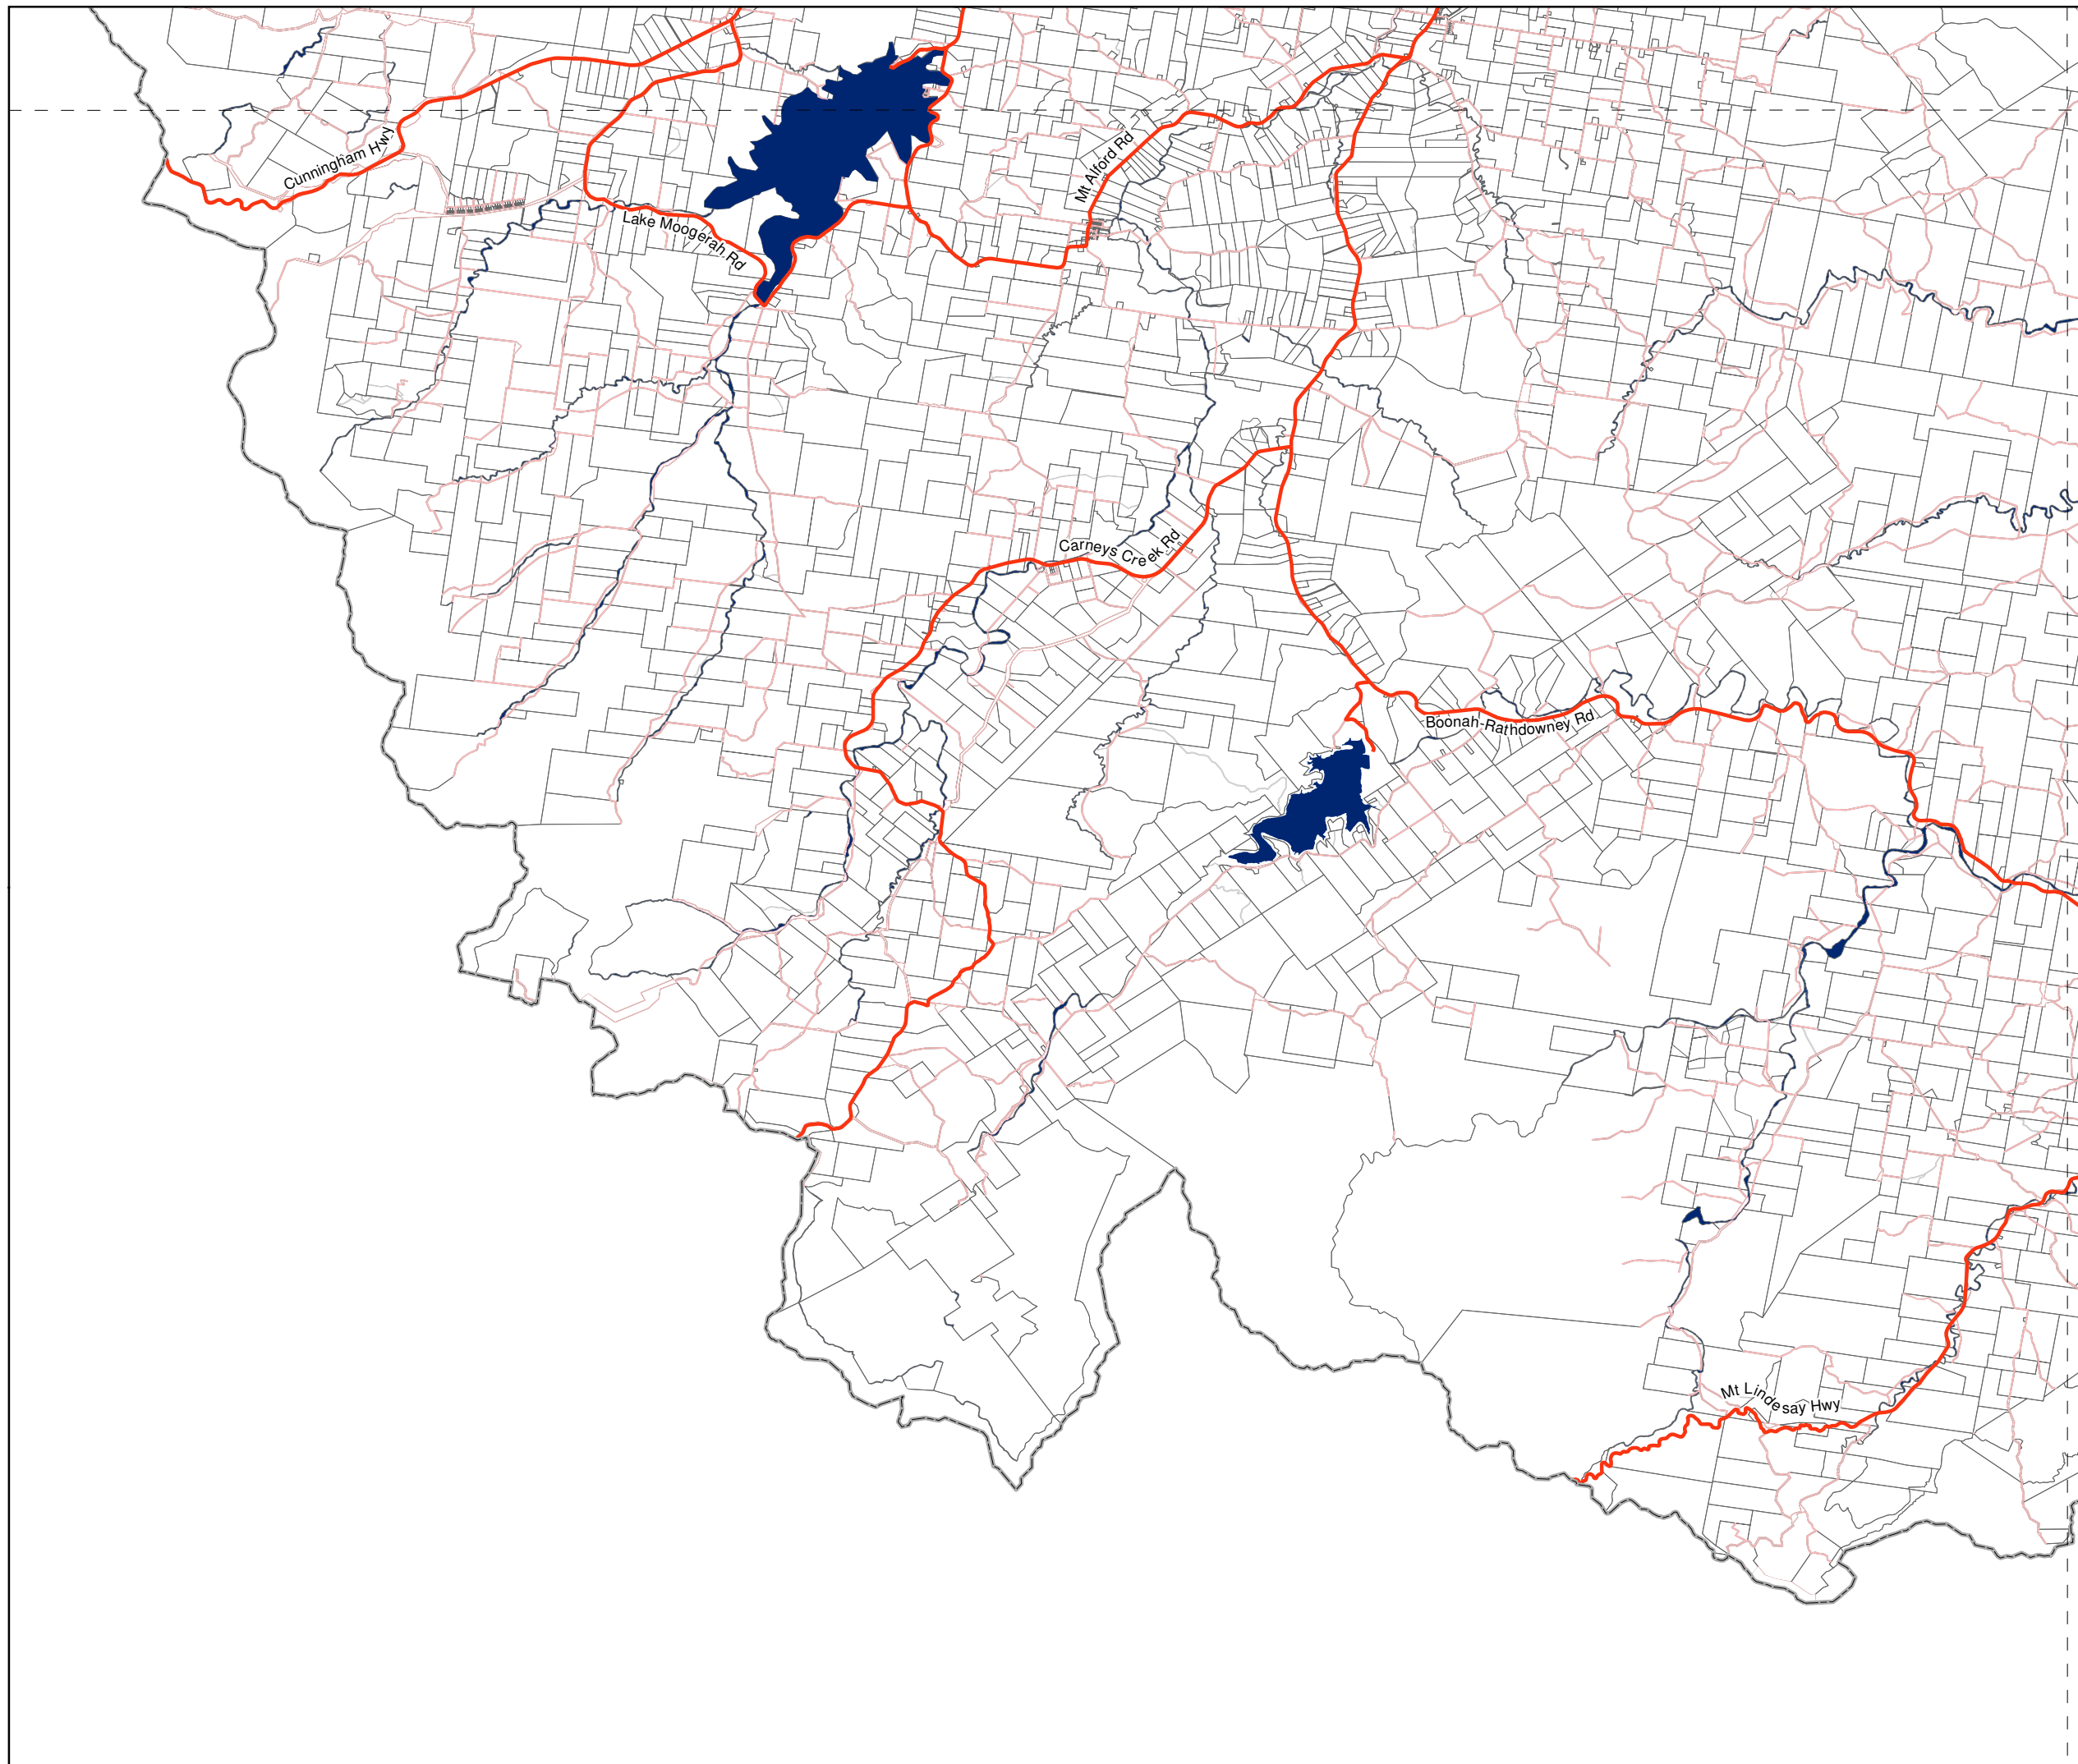 Cunningham Hwy
Mt Alford Rd
Lake Moogerah Rd
Carneys Creek Rd
Boonah-Rathdowney Rd
Mt Lindesay Hwy